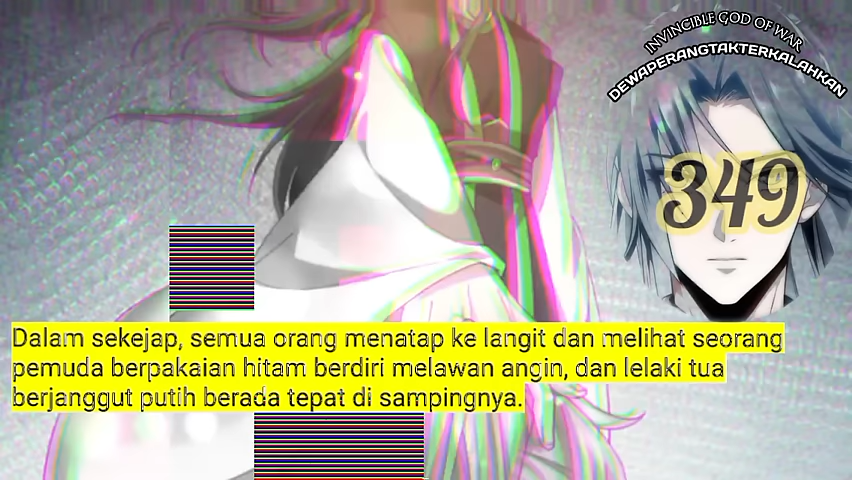 INVINCIBLE GOD OF WAR
DEWAPERANGTAKTERKALAHKAN
349
Dalam sekejap, semua orang menatap ke langit dan melihat seorang
pemuda berpakaian hitam berdiri melawan angin, dan lelaki tua
berjanggut putih berada tepat di sampingnya.